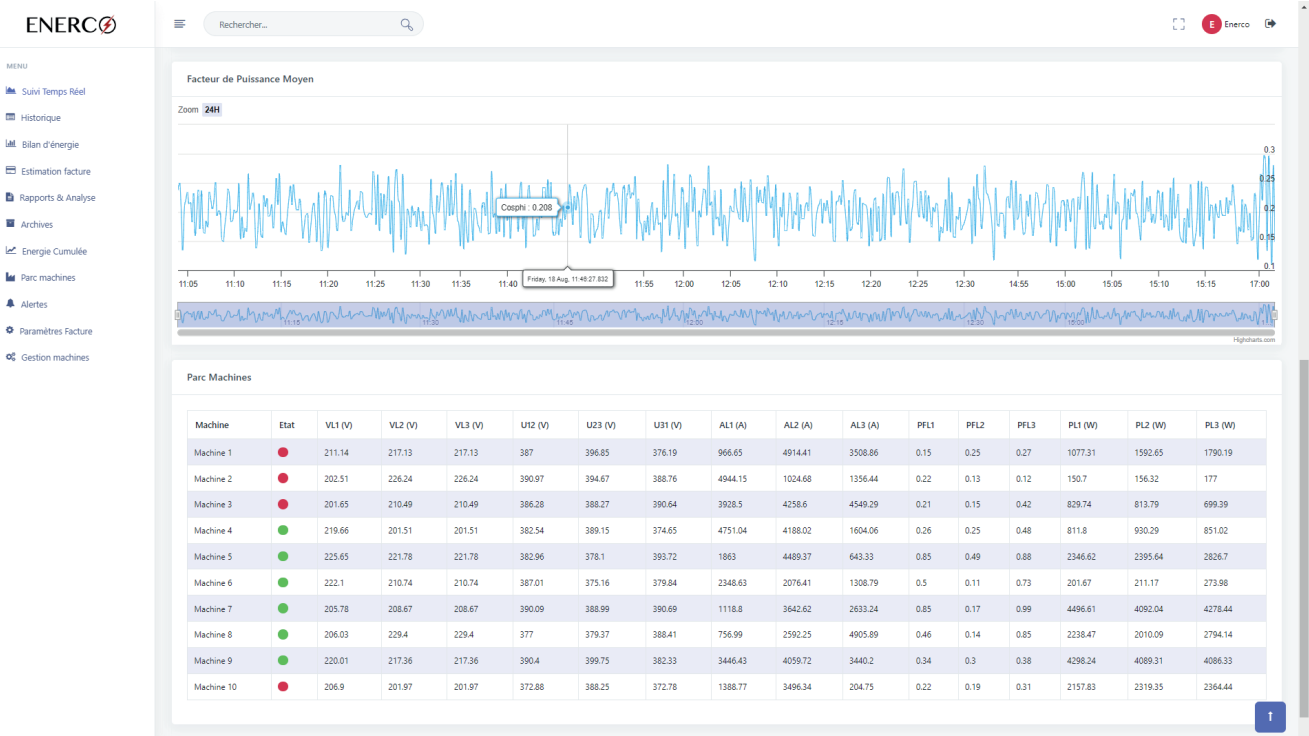 ENERCO
Rechercher...
E Enerco
MENU
Suivi Temps Réel
Historique
Bilan d'énergie
Estimation facture
Rapports & Analyse
Archives
Energie Cumulée
Parc machines
Alertes
Paramètres Facture
Gestion machines
Facteur de Puissance Moyen
Zoom 24H
0.3
0.25
0.2
0.15
0.1
Cosphi : 0.208
11:05 11:10 11:15 11:20 11:25 11:30 11:35 11:40 11:55 12:00 12:05 12:10 12:15 12:20 12:25 12:30 14:55 15:00 15:05 15:10 15:15 17:00
Friday, 18 Aug, 11:46:27.832
11:15 11:30 11:45 12:00 12:15 12:30 15:00
Highcharts.com
Parc Machines
Machine Etat VL1 (V) VL2 (V) VL3 (V) U12 (V) U23 (V) U31 (V) AL1 (A) AL2 (A) AL3 (A) PFL1 PFL2 PFL3 PL1 (W) PL2 (W) PL3 (W)
Machine 1 211.14 217.13 217.13 387 396.85 376.19 966.65 4914.41 3508.86 0.15 0.25 0.27 1077.31 1592.65 1790.19
Machine 2 202.51 226.24 226.24 390.97 394.67 388.76 4944.15 1024.68 1356.44 0.22 0.13 0.12 150.7 156.32 177
Machine 3 201.65 210.49 210.49 386.28 388.27 390.64 3928.5 4258.6 4549.29 0.21 0.15 0.42 829.74 813.79 699.39
Machine 4 219.66 201.51 201.51 382.54 389.15 374.65 4751.04 4188.02 1604.06 0.26 0.25 0.48 811.8 930.29 851.02
Machine 5 225.65 221.78 221.78 382.96 378.1 393.72 1863 4489.37 643.33 0.85 0.49 0.88 2346.62 2395.64 2826.7
Machine 6 222.1 210.74 210.74 387.01 375.16 379.84 2348.63 2076.41 1308.79 0.5 0.11 0.73 201.67 211.17 273.98
Machine 7 205.78 208.67 208.67 390.09 388.99 390.69 1118.8 3642.62 2633.24 0.85 0.17 0.99 4496.61 4092.04 4278.44
Machine 8 206.03 229.4 229.4 377 379.37 388.41 756.99 2592.25 4905.89 0.46 0.14 0.85 2238.47 2010.09 2794.14
Machine 9 220.01 217.36 217.36 390.4 399.75 382.33 3446.43 4059.72 3440.2 0.34 0.3 0.38 4298.24 4089.31 4086.33
Machine 10 206.9 201.97 201.97 372.88 388.25 372.78 1388.77 3496.34 204.75 0.22 0.19 0.31 2157.83 2319.35 2364.44